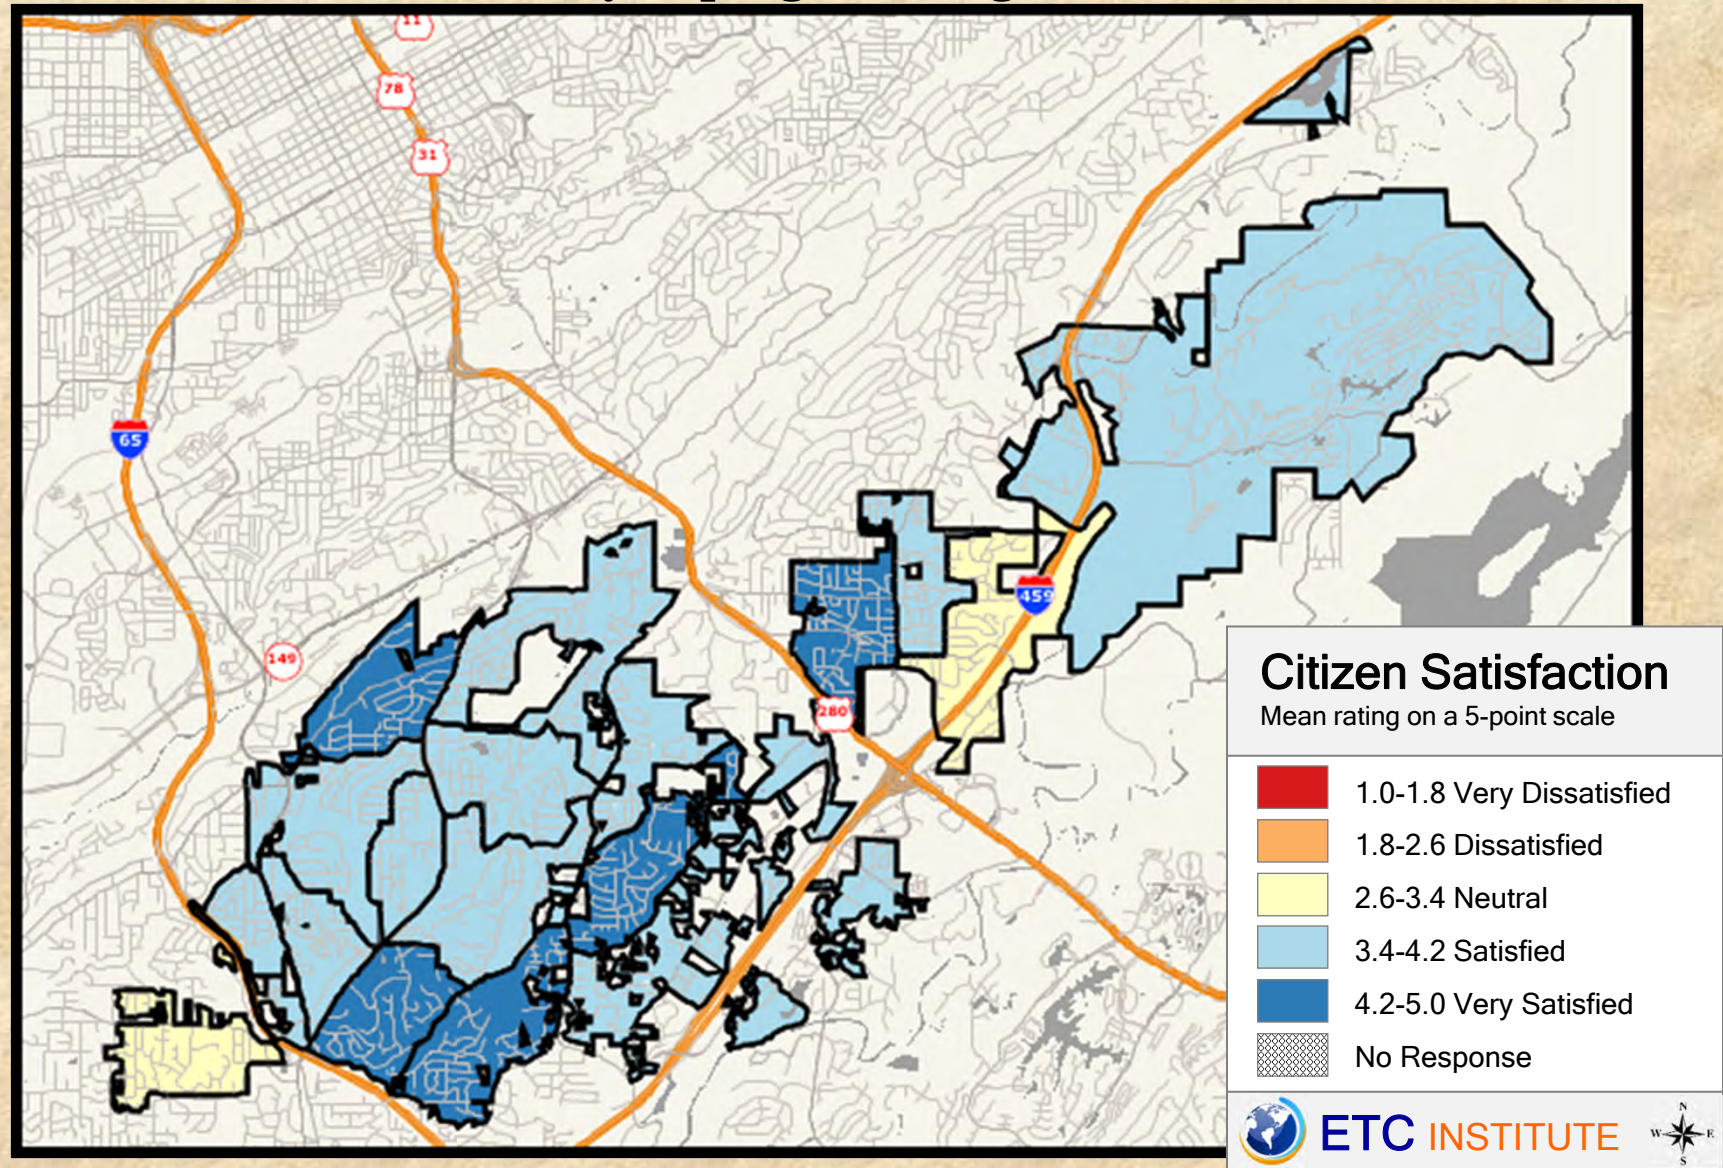 11
78
31
65
149
459
280
Citizen Satisfaction
Mean rating on a 5-point scale
1.0-1.8 Very Dissatisfied
1.8-2.6 Dissatisfied
2.6-3.4 Neutral
3.4-4.2 Satisfied
4.2-5.0 Very Satisfied
No Response
ETC INSTITUTE
N
W E
S